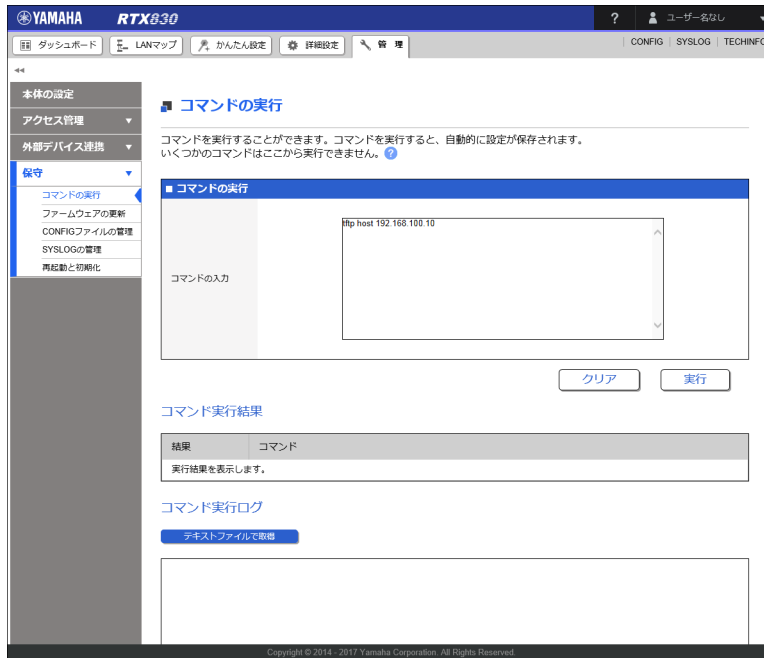 YAMAHA RTX830 ? ユーザー名なし
ダッシュボード LANマップ かんたん設定 詳細設定 管 理 CONFIG SYSLOG TECHINFO
本体の設定
アクセス管理
外部デバイス連携
保守
コマンドの実行
ファームウェアの更新
CONFIGファイルの管理
SYSLOGの管理
再起動と初期化
コマンドの実行
コマンドを実行することができます。コマンドを実行すると、自動的に設定が保存されます。
いくつかのコマンドはここから実行できません。?
コマンドの実行
コマンドの入力
tftp host 192.168.100.10
クリア 実行
コマンド実行結果
結果 コマンド
実行結果を表示します。
コマンド実行ログ
テキストファイルで取得
Copyright © 2014 - 2017 Yamaha Corporation. All Rights Reserved.